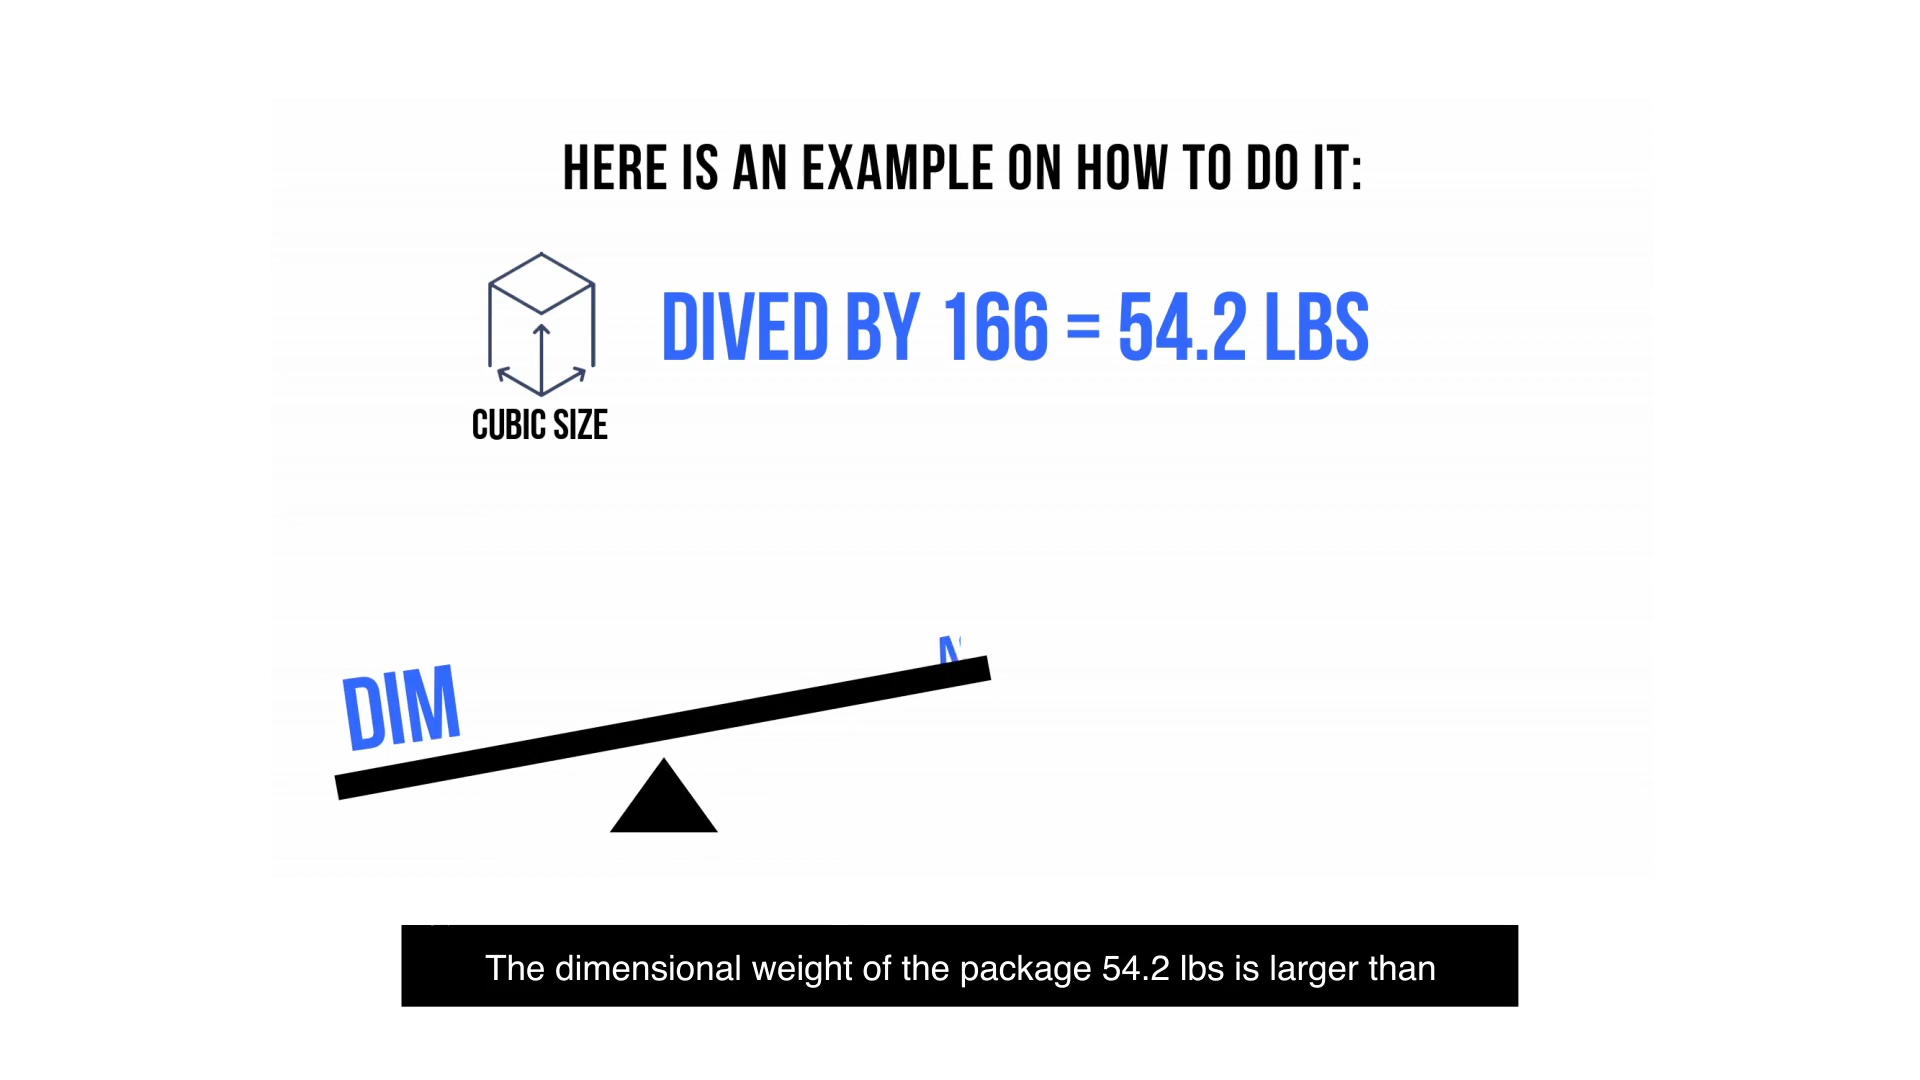 HERE IS AN EXAMPLE ON HOW TO DO IT:
DIVED BY 166 = 54.2 LBS
CUBIC SIZE
DIM
The dimensional weight of the package 54.2 lbs is larger than